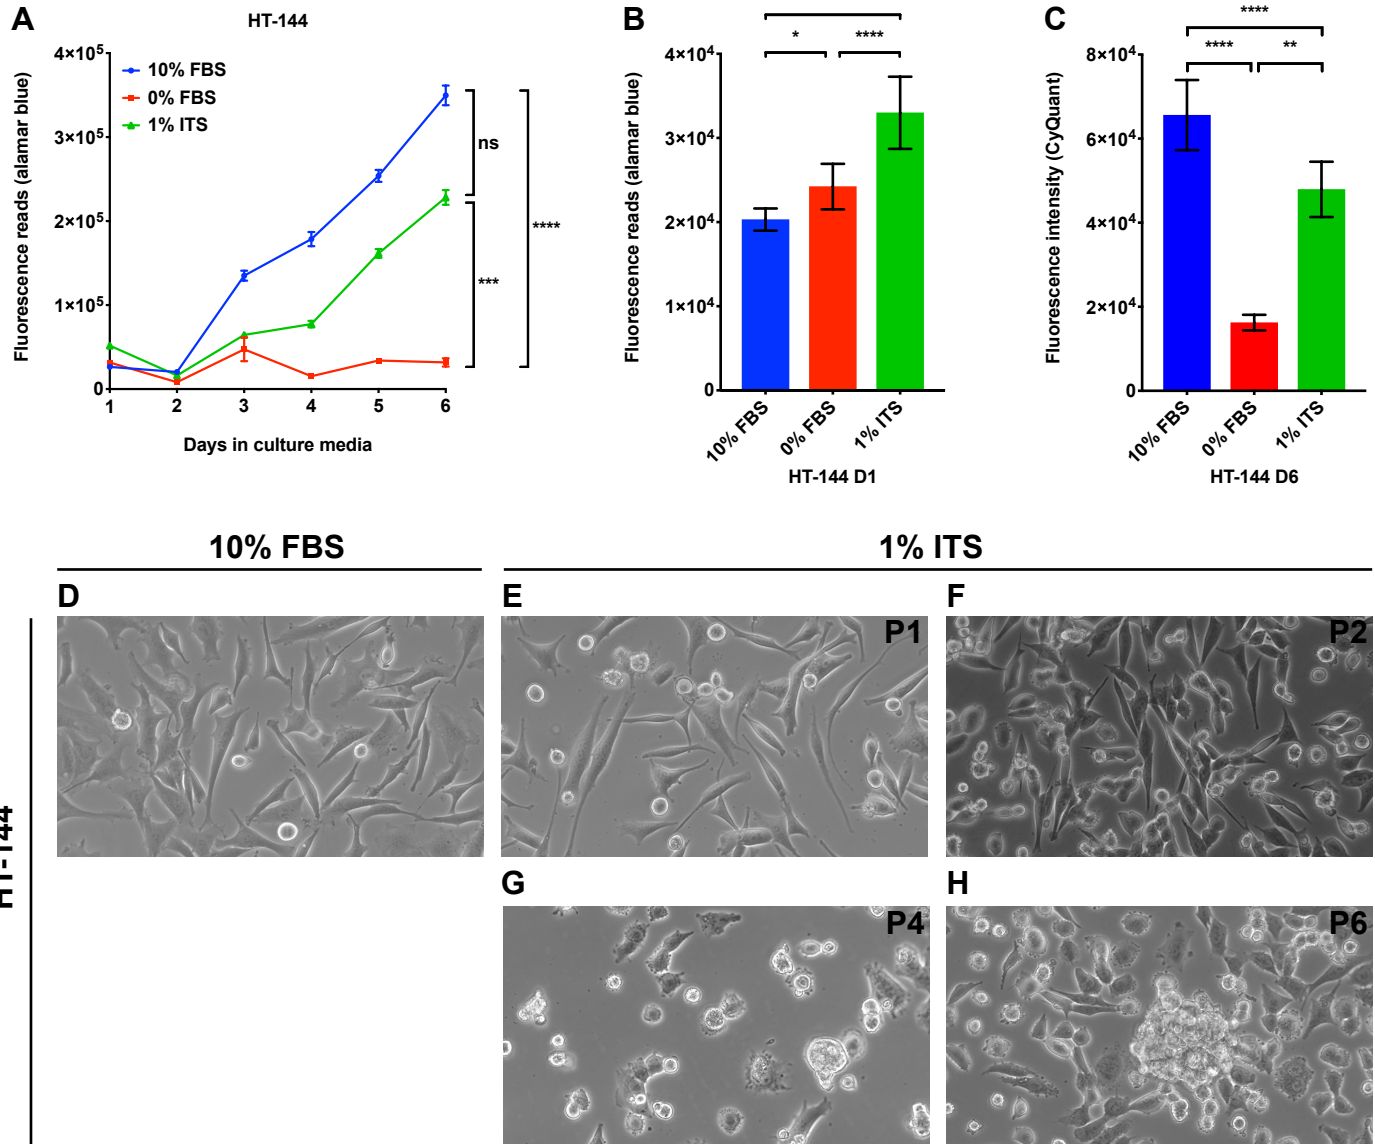 A
HT-144
Fluorescence reads (alamar blue)
4×10⁵
3×10⁵
2×10⁵
1×10⁵
0
10% FBS
0% FBS
1% ITS
ns
***
****
1 2 3 4 5 6
Days in culture media
B
* ****
Fluorescence reads (alamar blue)
4×10⁴
3×10⁴
2×10⁴
1×10⁴
0
10% FBS
0% FBS
1% ITS
HT-144 D1
C
****
**** **
Fluorescence intensity (CyQuant)
8×10⁴
6×10⁴
4×10⁴
2×10⁴
0
10% FBS
0% FBS
1% ITS
HT-144 D6
10% FBS
1% ITS
HT-144
D
E
P1
F
P2
G
P4
H
P6